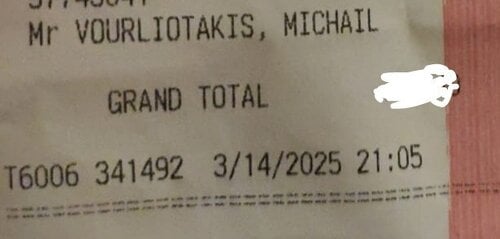 Mr VOURLIOTAKIS, MICHAIL
GRAND TOTAL
T6006 341492 3/14/2025 21:05